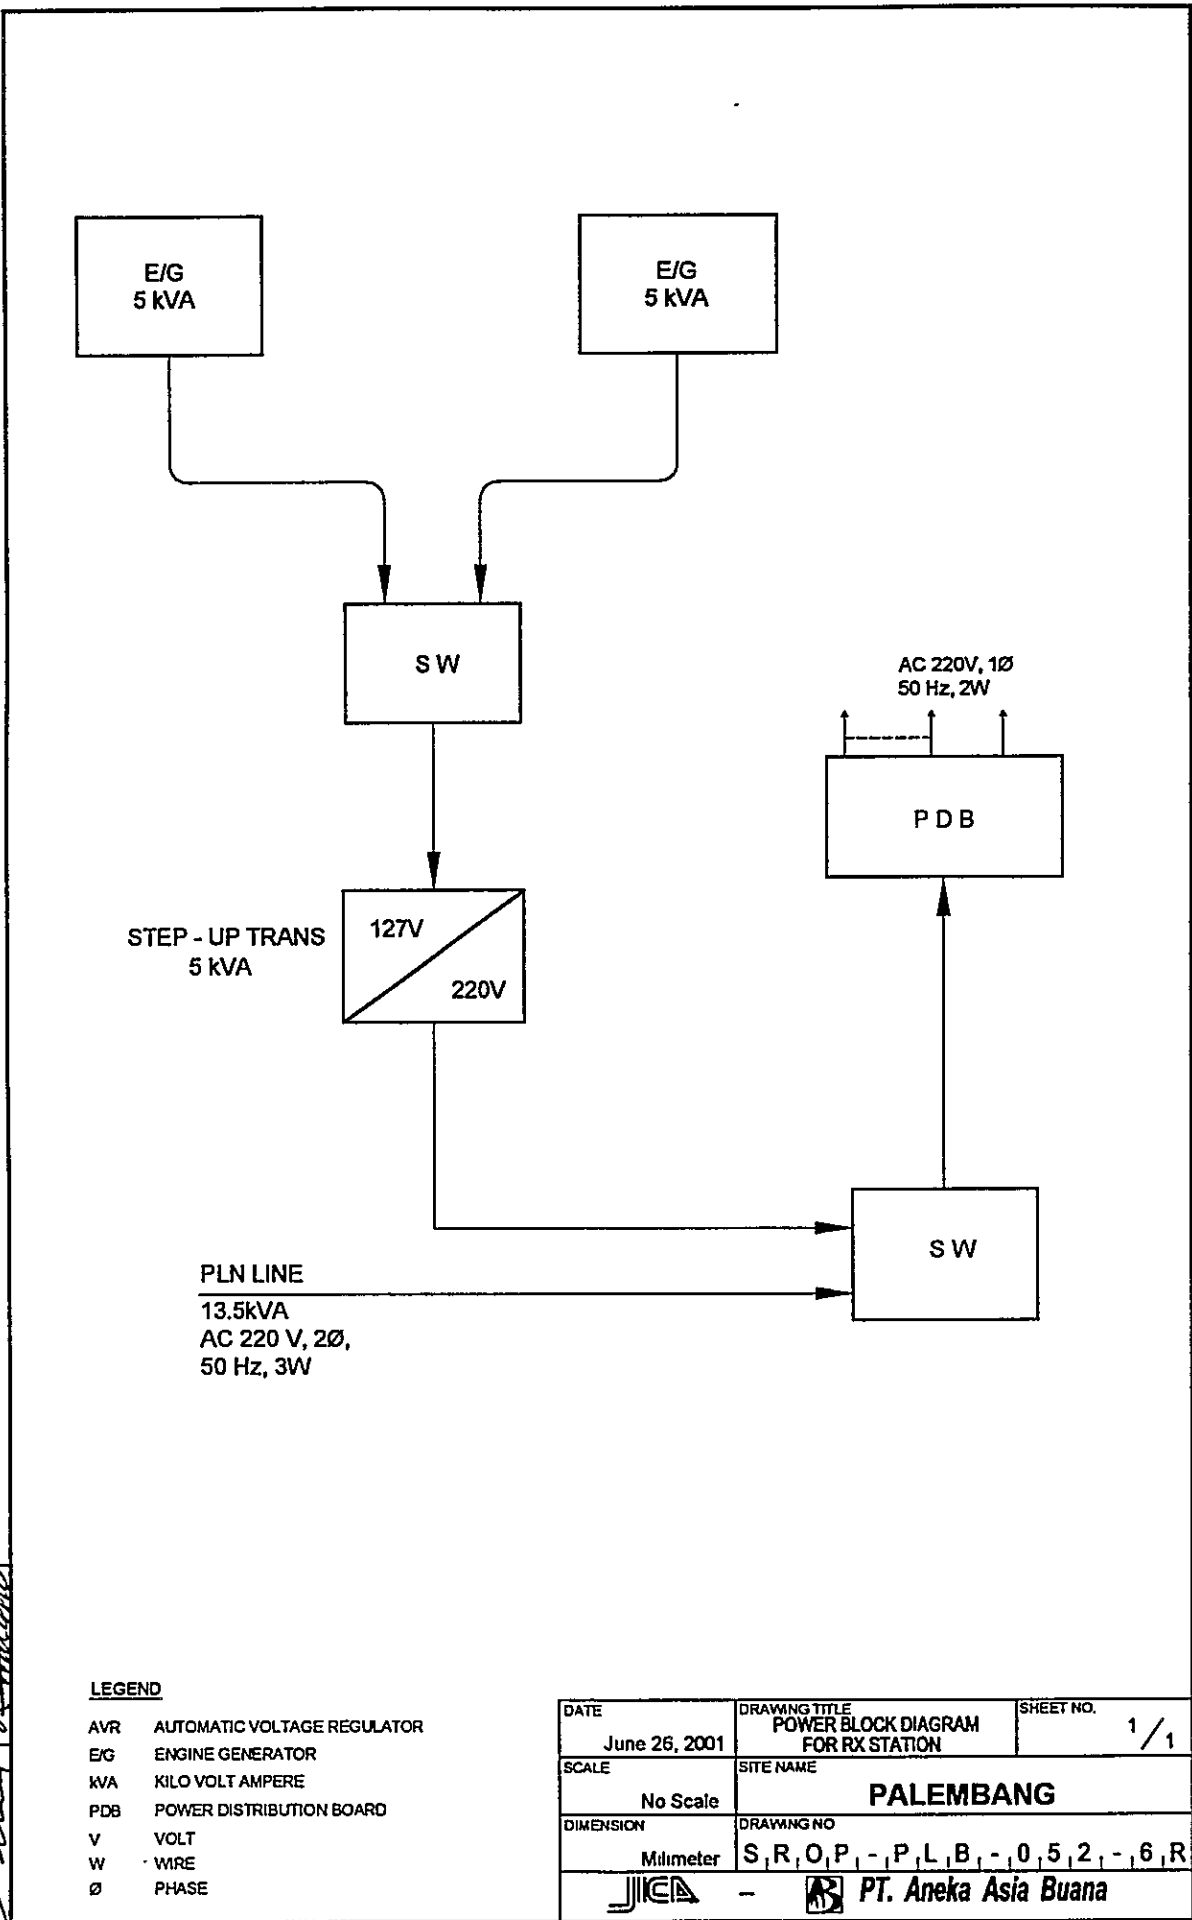 E/G
5 kVA
E/G
5 kVA
S W
AC 220V, 1Ø
50 Hz, 2W
P D B
STEP - UP TRANS
5 kVA
127V
220V
S W
PLN LINE
13.5kVA
AC 220 V, 2Ø,
50 Hz, 3W
LEGEND
AVR AUTOMATIC VOLTAGE REGULATOR
E/G ENGINE GENERATOR
kVA KILO VOLT AMPERE
PDB POWER DISTRIBUTION BOARD
V VOLT
W WIRE
Ø PHASE
DATE
June 26, 2001
DRAWING TITLE
POWER BLOCK DIAGRAM
FOR RX STATION
SHEET NO.
1/1
SCALE
No Scale
SITE NAME
PALEMBANG
DIMENSION
Milimeter
DRAWING NO
SROP-PLB-052-6R
JICA - PT. Aneka Asia Buana